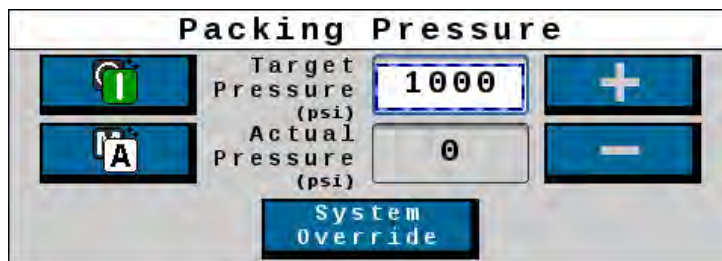 Packing Pressure
Target
Pressure
(psi)
1000
+
I
Actual
Pressure
(psi)
0
-
A
System
Override